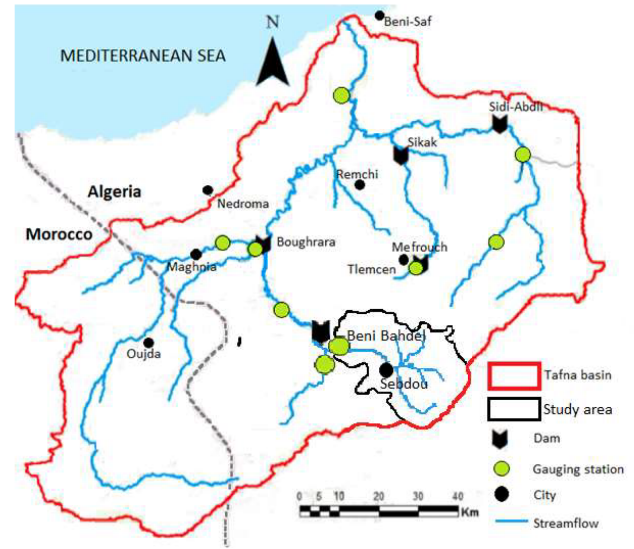 Beni-Saf
N
MEDITERRANEAN SEA
Sidi-Abdli
Sikak
Remchi
Algeria
Nedroma
Morocco
Boughrara
Mefrouch
Maghnia
Tlemcen
Beni Bahdel
Oujda
Sebdou
Tafna basin
Study area
Dam
Gauging station
City
Streamflow
0 5 10 20 30 40
Km